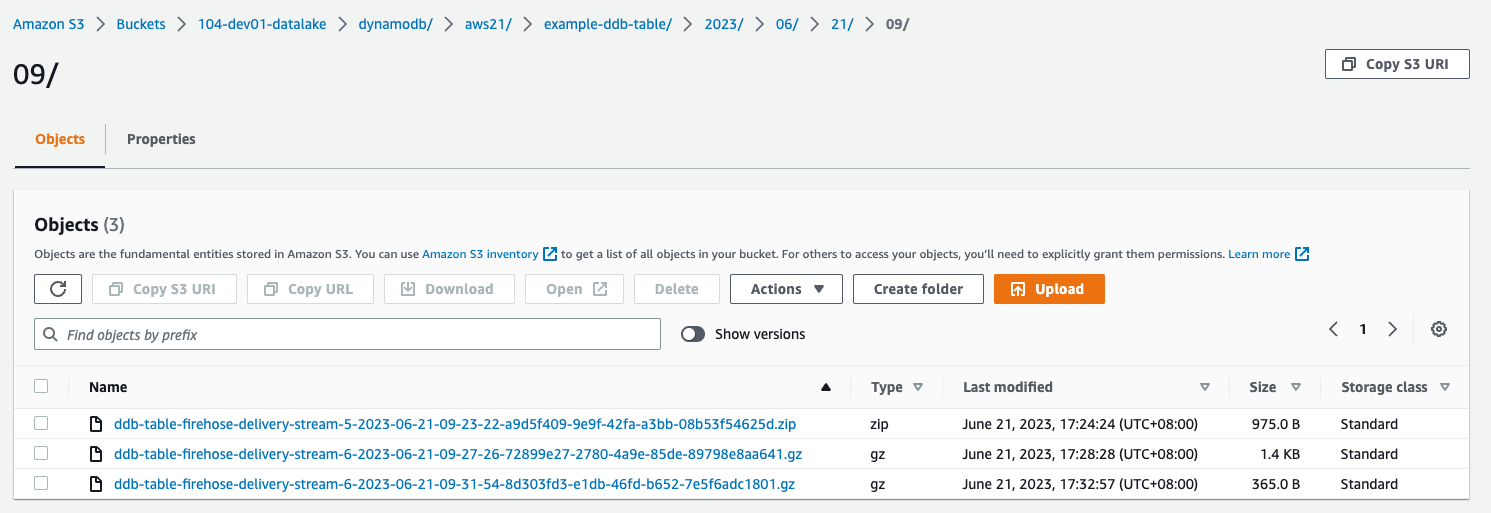 Amazon S3 > Buckets > 104-dev01-datalake > dynamodb/ > aws21/ > example-ddb-table/ > 2023/ > 06/ > 21/ > 09/
09/
Copy S3 URI
Objects Properties
Objects (3)
Objects are the fundamental entities stored in Amazon S3. You can use Amazon S3 inventory to get a list of all objects in your bucket. For others to access your objects, you'll need to explicitly grant them permissions. Learn more
Copy S3 URI Copy URL Download Open Delete Actions Create folder Upload
Find objects by prefix Show versions 1
Name Type Last modified Size Storage class
ddb-table-firehose-delivery-stream-5-2023-06-21-09-23-22-a9d5f409-9e9f-42fa-a3bb-08b53f54625d.zip zip June 21, 2023, 17:24:24 (UTC+08:00) 975.0 B Standard
ddb-table-firehose-delivery-stream-6-2023-06-21-09-27-26-72899e27-2780-4a9e-85de-89798e8aa641.gz gz June 21, 2023, 17:28:28 (UTC+08:00) 1.4 KB Standard
ddb-table-firehose-delivery-stream-6-2023-06-21-09-31-54-8d303fd3-e1db-46fd-b652-7e5f6adc1801.gz gz June 21, 2023, 17:32:57 (UTC+08:00) 365.0 B Standard